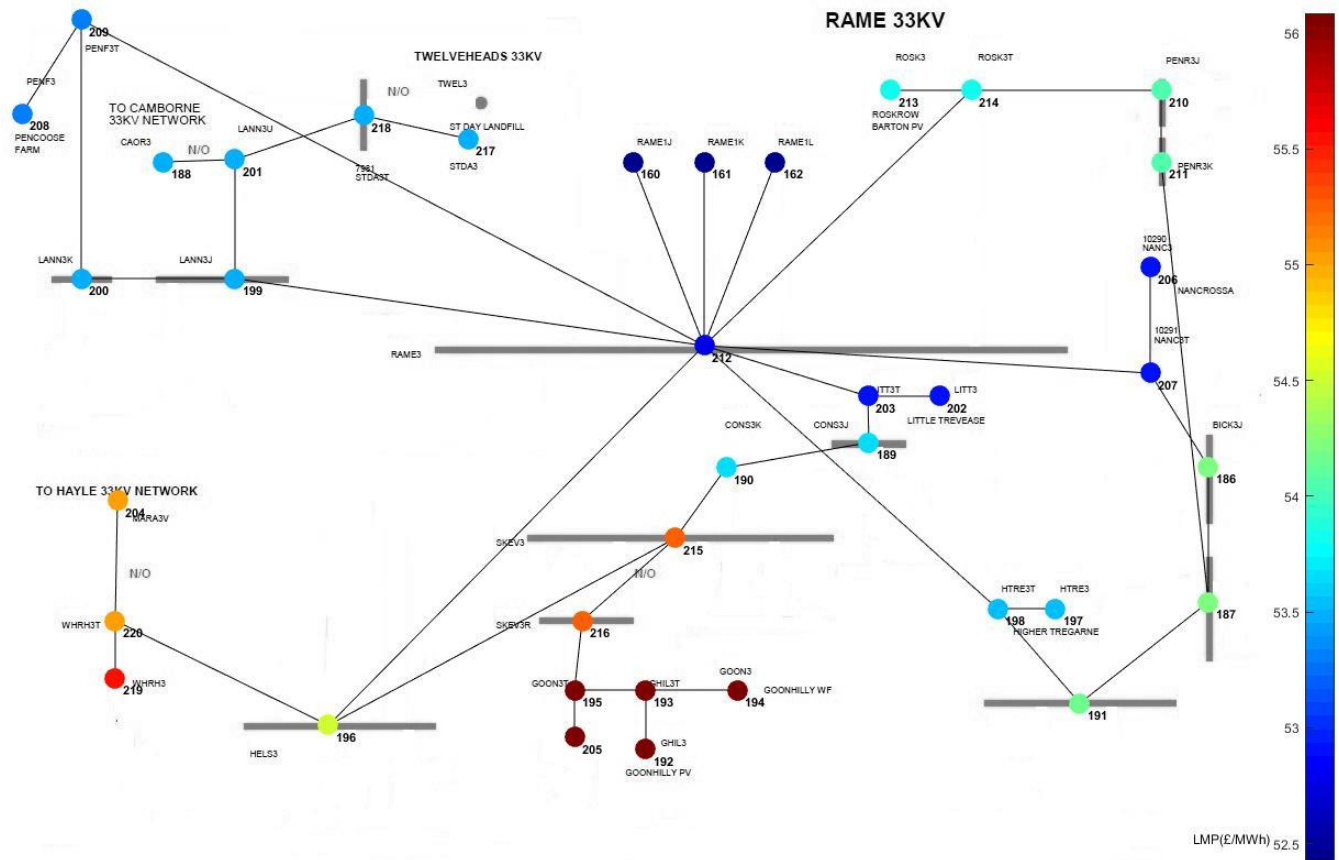 RAME 33KV
56
209
PENF3T
TWELVEHEADS 33KV
ROSK3
ROSK3T
PENR3J
PENF3
N/O
TWEL3
213
214
210
TO CAMBORNE
33KV NETWORK
ROSKROW
BARTON PV
208
PENCOOSE
FARM
218
LANN3U
ST DAY LANDFILL
217
CAOR3
N/O
RAME1J
RAME1K
RAME1L
55.5
188
201
STDA3T
STDA3
160
161
162
211
PENR3K
10290
NANC3
LANN3K
LANN3J
55
206
200
199
NANCROSSA
10291
NANC3T
RAME3
212
207
54.5
ITT3T
LITT3
203
202
LITTLE TREVEASE
CONS3K
CONS3J
BICK3J
189
190
186
TO HAYLE 33KV NETWORK
54
204
MARA3V
SKEV3
215
N/O
N/O
HTRE3T
HTRE3
53.5
WHRH3T
220
SKEV3R
216
198
197
187
HIGHER TREGARNE
219
WHRH3
GOON3T
GHIL3T
GOON3
195
193
194
GOONHILLY WF
191
53
196
205
GHIL3
192
HELS3
GOONHILLY PV
LMP(£/MWh)
52.5